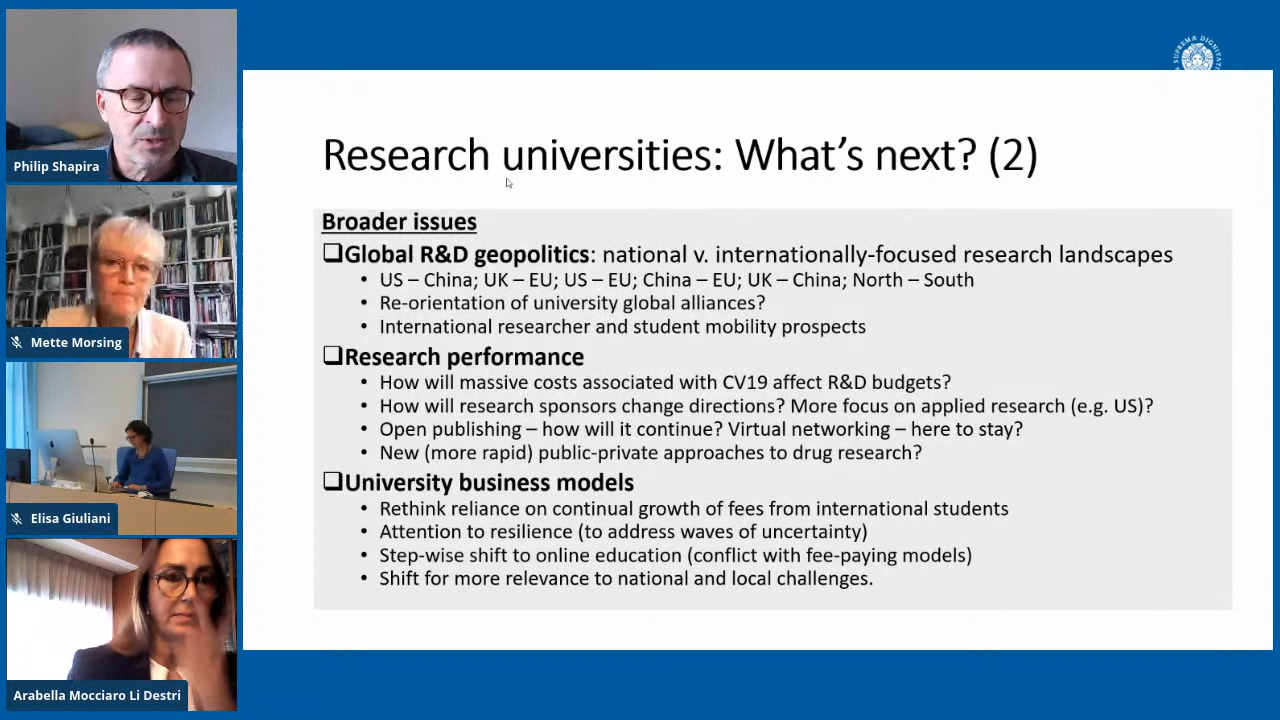 Philip Shapira
Mette Morsing
Elisa Giuliani
Arabella Mocciaro Li Destri
SUPREMÆ DIGNITAT
Research universities: What’s next? (2)
Broader issues
❑Global R&D geopolitics: national v. internationally-focused research landscapes
• US – China; UK – EU; US – EU; China – EU; UK – China; North – South
• Re-orientation of university global alliances?
• International researcher and student mobility prospects
❑Research performance
• How will massive costs associated with CV19 affect R&D budgets?
• How will research sponsors change directions? More focus on applied research (e.g. US)?
• Open publishing – how will it continue? Virtual networking – here to stay?
• New (more rapid) public-private approaches to drug research?
❑University business models
• Rethink reliance on continual growth of fees from international students
• Attention to resilience (to address waves of uncertainty)
• Step-wise shift to online education (conflict with fee-paying models)
• Shift for more relevance to national and local challenges.